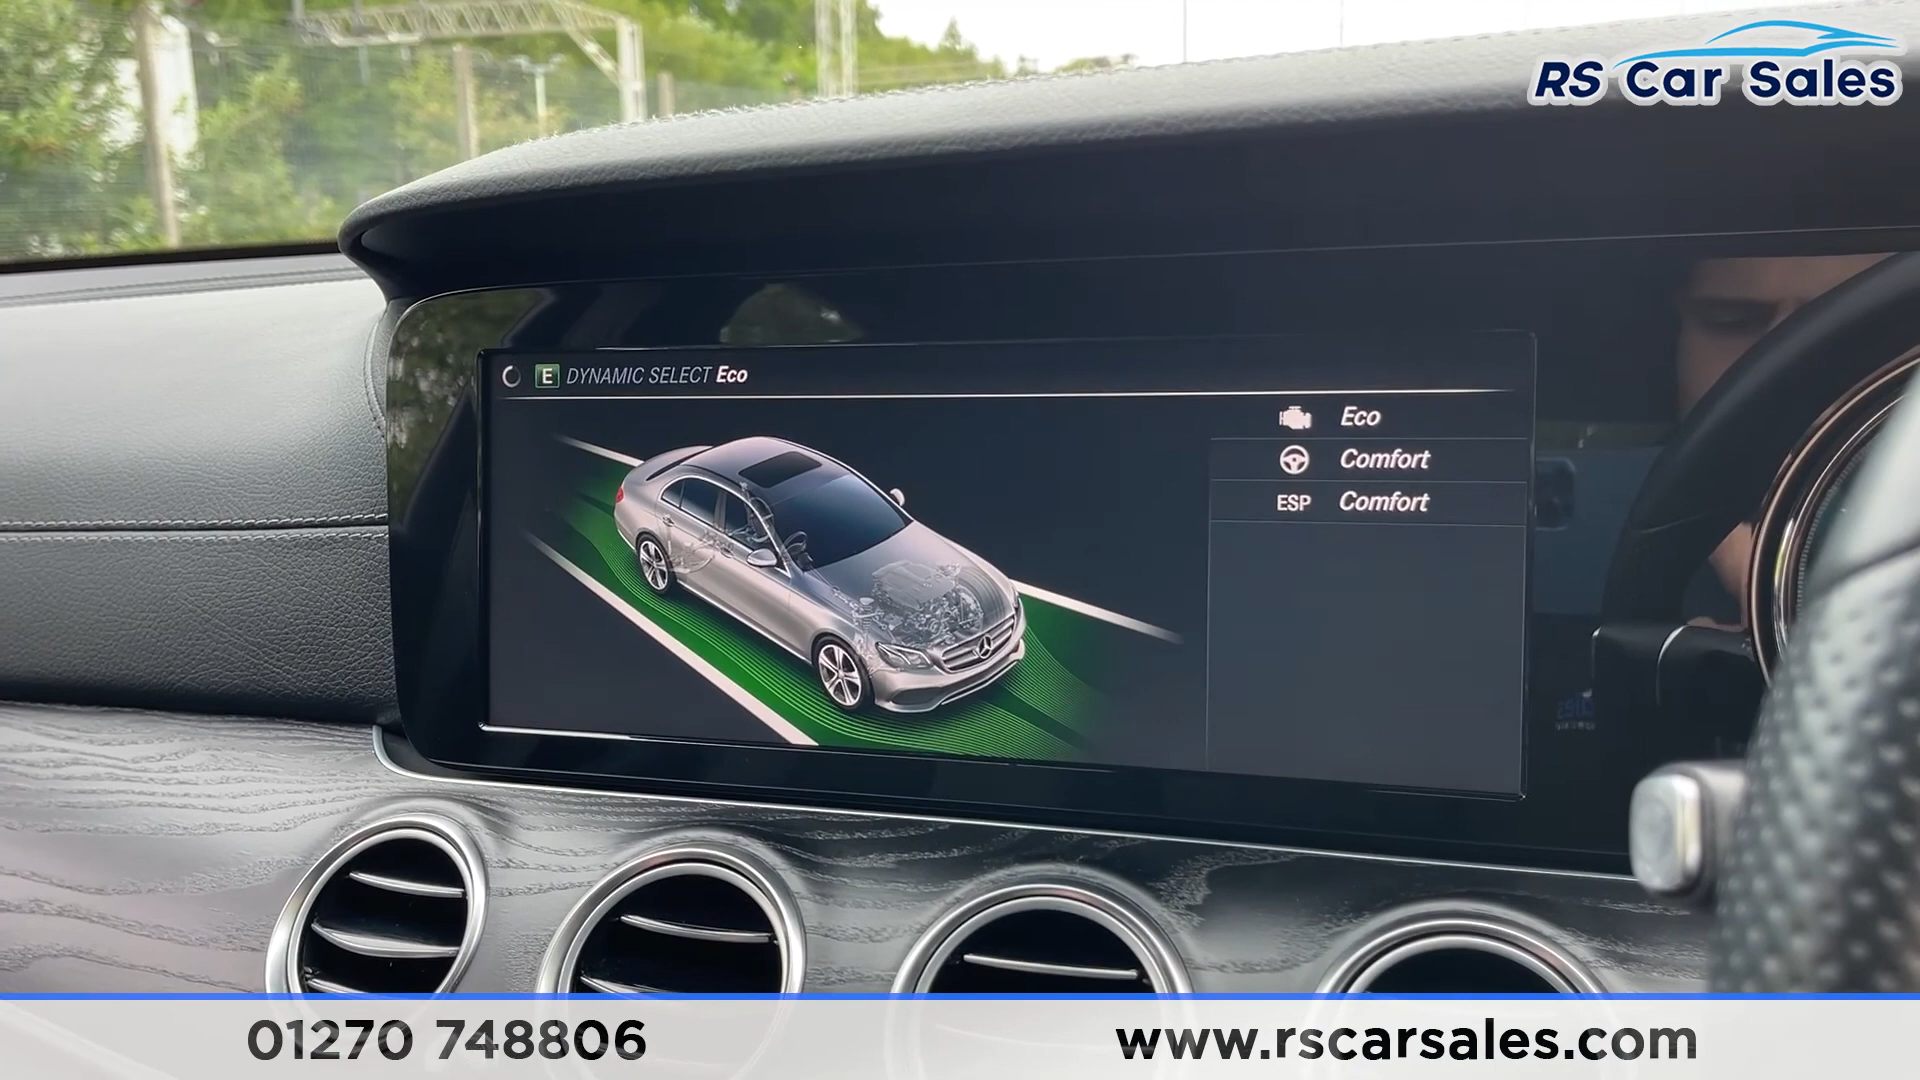 RS Car Sales
E DYNAMIC SELECT Eco
Eco
Comfort
ESP Comfort
01270 748806
www.rscarsales.com